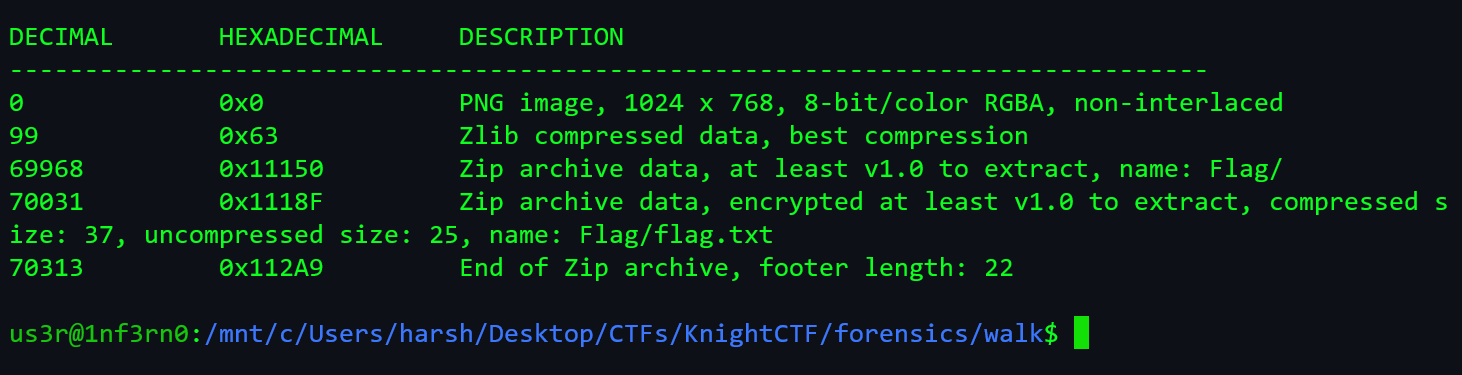 DECIMAL       HEXADECIMAL     DESCRIPTION
--------------------------------------------------------------------------------
0             0x0             PNG image, 1024 x 768, 8-bit/color RGBA, non-interlaced
99            0x63            Zlib compressed data, best compression
69968         0x11150         Zip archive data, at least v1.0 to extract, name: Flag/
70031         0x1118F         Zip archive data, encrypted at least v1.0 to extract, compressed s
ize: 37, uncompressed size: 25, name: Flag/flag.txt
70313         0x112A9         End of Zip archive, footer length: 22
us3r@1nf3rn0:/mnt/c/Users/harsh/Desktop/CTFs/KnightCTF/forensics/walk$